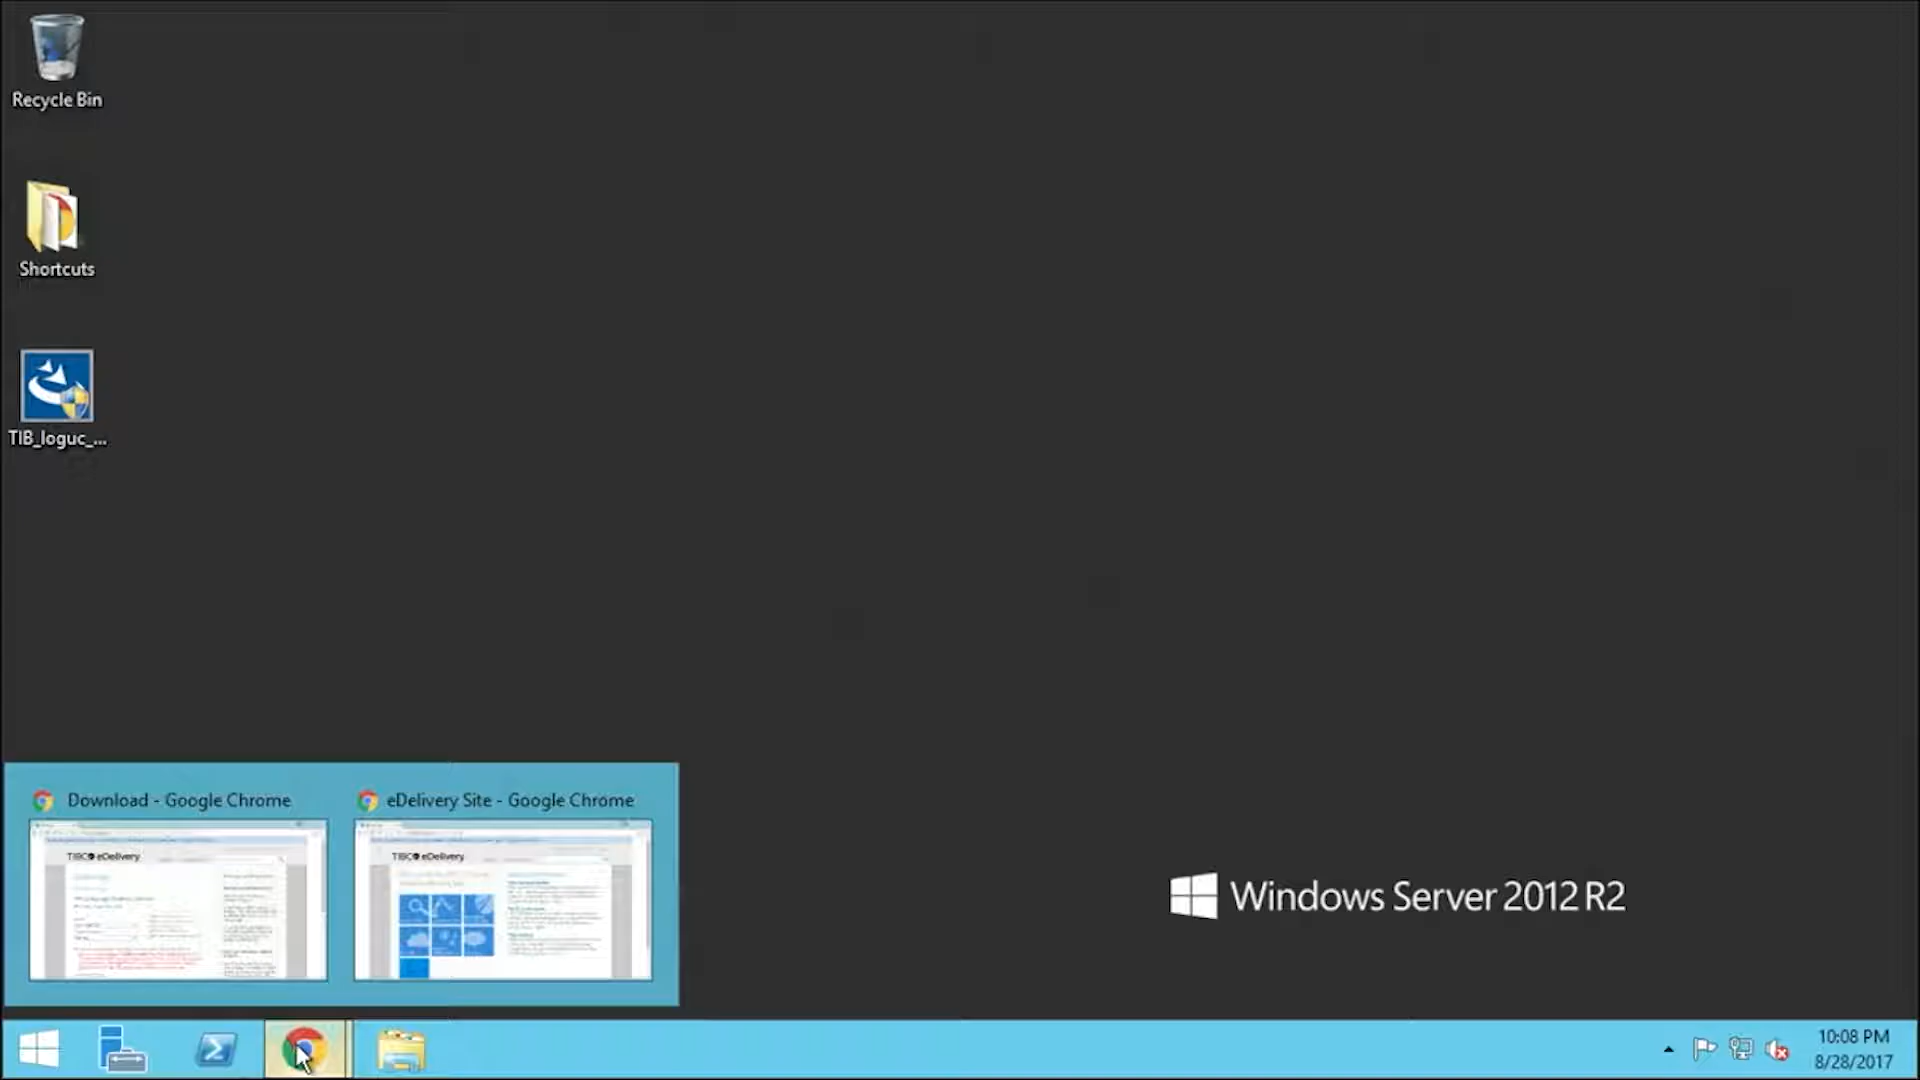 Recycle Bin
Shortcuts
TIB_loguc_...
Download - Google Chrome
eDelivery Site - Google Chrome
TIBCO eDelivery
TIBCO eDelivery
Windows Server 2012 R2
10:08 PM
8/28/2017